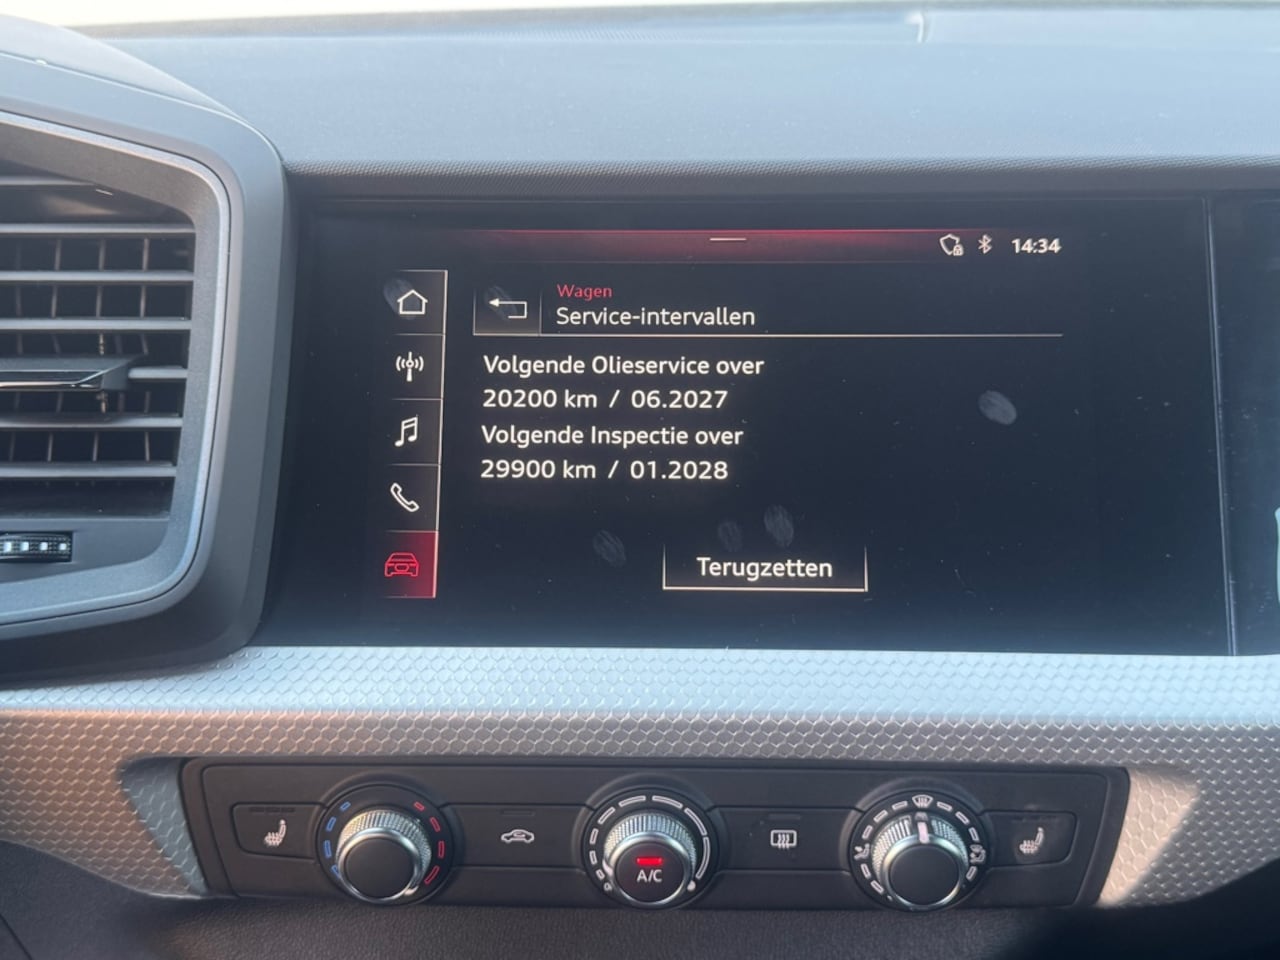 14:34
Wagen
Service-intervallen
Volgende Olieservice over
20200 km / 06.2027
Volgende Inspectie over
29900 km / 01.2028
Terugzetten
A/C